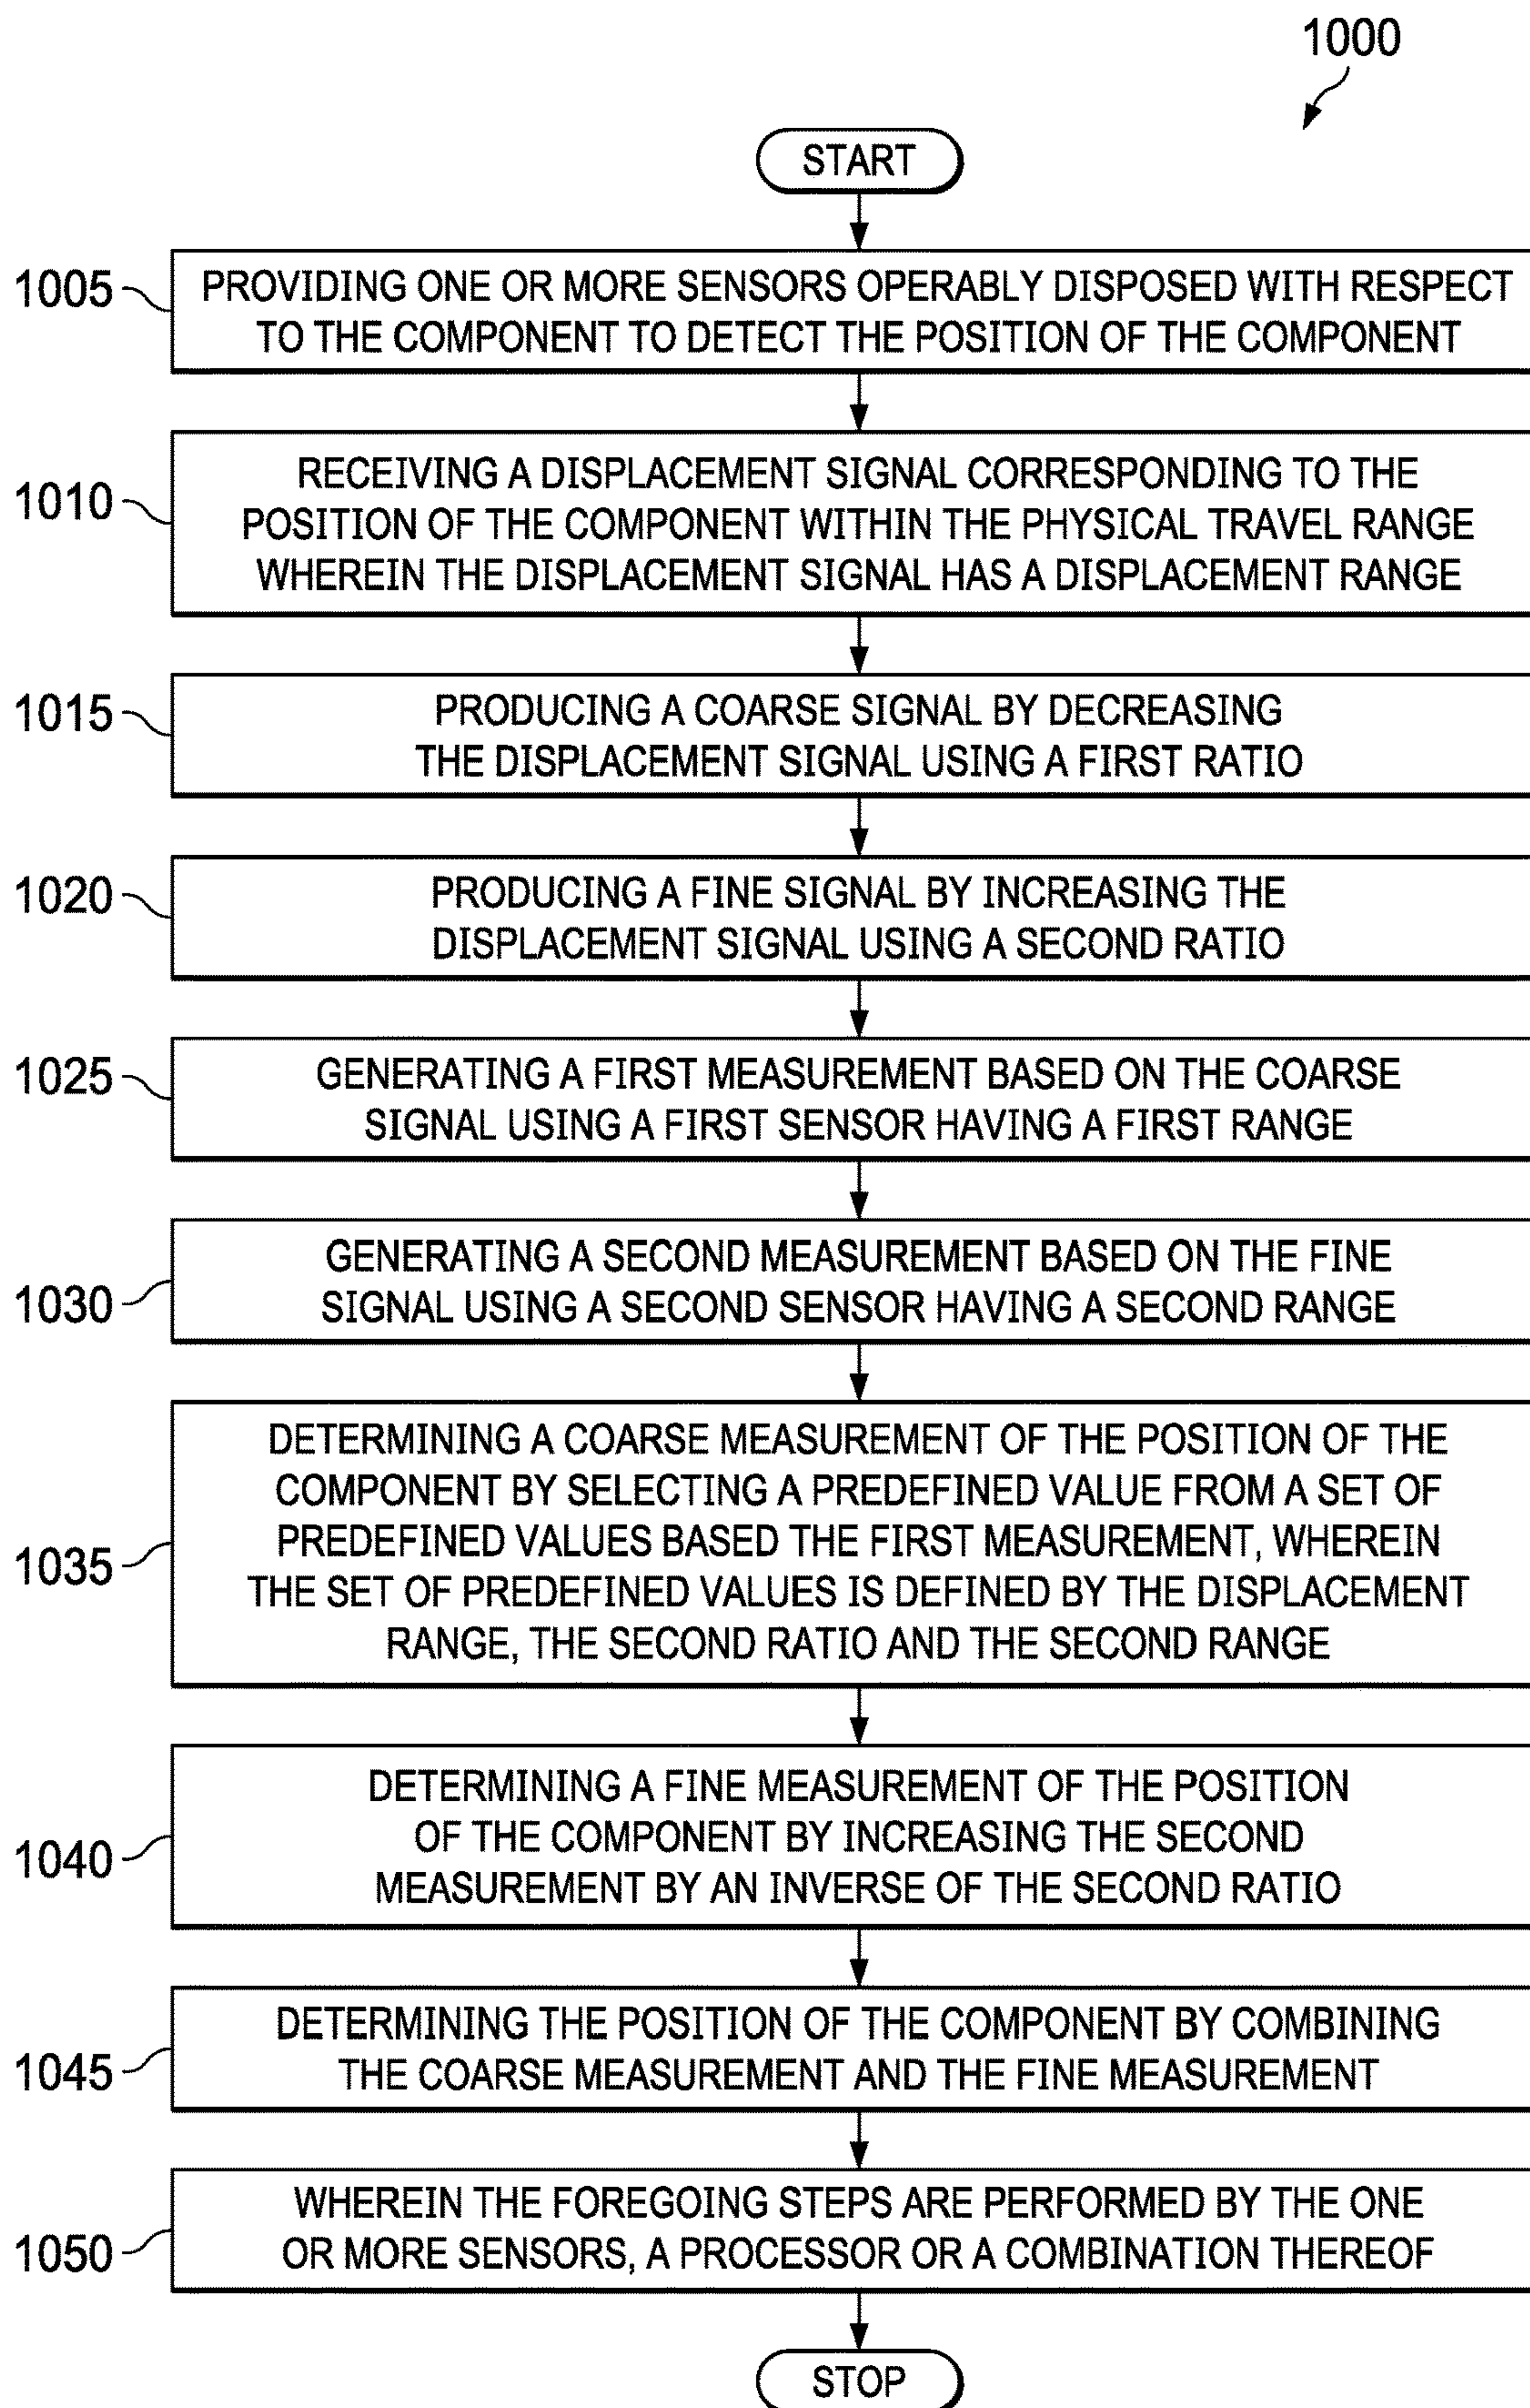 1000
START
1005
PROVIDING ONE OR MORE SENSORS OPERABLY DISPOSED WITH RESPECT
TO THE COMPONENT TO DETECT THE POSITION OF THE COMPONENT
1010
RECEIVING A DISPLACEMENT SIGNAL CORRESPONDING TO THE
POSITION OF THE COMPONENT WITHIN THE PHYSICAL TRAVEL RANGE
WHEREIN THE DISPLACEMENT SIGNAL HAS A DISPLACEMENT RANGE
1015
PRODUCING A COARSE SIGNAL BY DECREASING
THE DISPLACEMENT SIGNAL USING A FIRST RATIO
1020
PRODUCING A FINE SIGNAL BY INCREASING THE
DISPLACEMENT SIGNAL USING A SECOND RATIO
1025
GENERATING A FIRST MEASUREMENT BASED ON THE COARSE
SIGNAL USING A FIRST SENSOR HAVING A FIRST RANGE
1030
GENERATING A SECOND MEASUREMENT BASED ON THE FINE
SIGNAL USING A SECOND SENSOR HAVING A SECOND RANGE
1035
DETERMINING A COARSE MEASUREMENT OF THE POSITION OF THE
COMPONENT BY SELECTING A PREDEFINED VALUE FROM A SET OF
PREDEFINED VALUES BASED THE FIRST MEASUREMENT, WHEREIN
THE SET OF PREDEFINED VALUES IS DEFINED BY THE DISPLACEMENT
RANGE, THE SECOND RATIO AND THE SECOND RANGE
1040
DETERMINING A FINE MEASUREMENT OF THE POSITION
OF THE COMPONENT BY INCREASING THE SECOND
MEASUREMENT BY AN INVERSE OF THE SECOND RATIO
1045
DETERMINING THE POSITION OF THE COMPONENT BY COMBINING
THE COARSE MEASUREMENT AND THE FINE MEASUREMENT
1050
WHEREIN THE FOREGOING STEPS ARE PERFORMED BY THE ONE
OR MORE SENSORS, A PROCESSOR OR A COMBINATION THEREOF
STOP